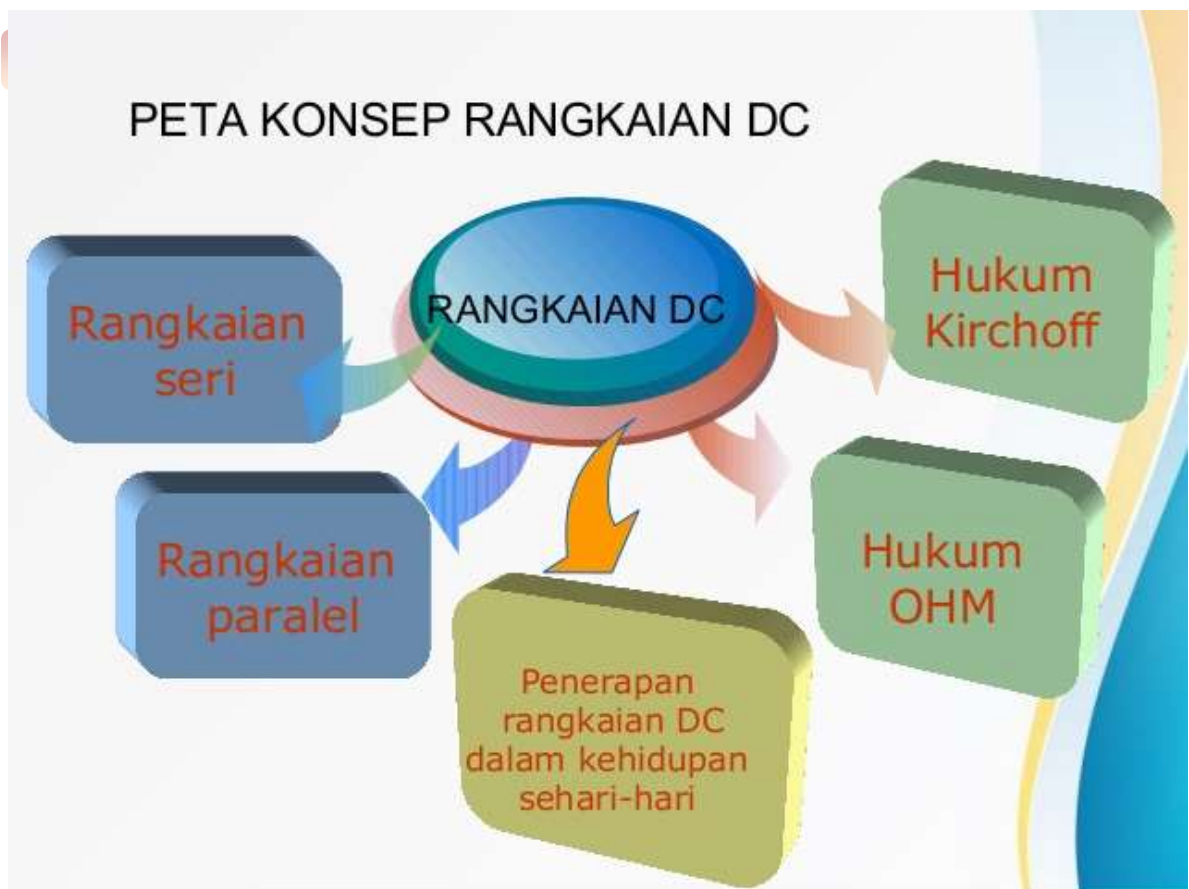 PETA KONSEP RANGKAIAN DC
RANGKAIAN DC
Rangkaian
seri
Rangkaian
paralel
Penerapan
rangkaian DC
dalam kehidupan
sehari-hari
Hukum
Kirchoff
Hukum
OHM